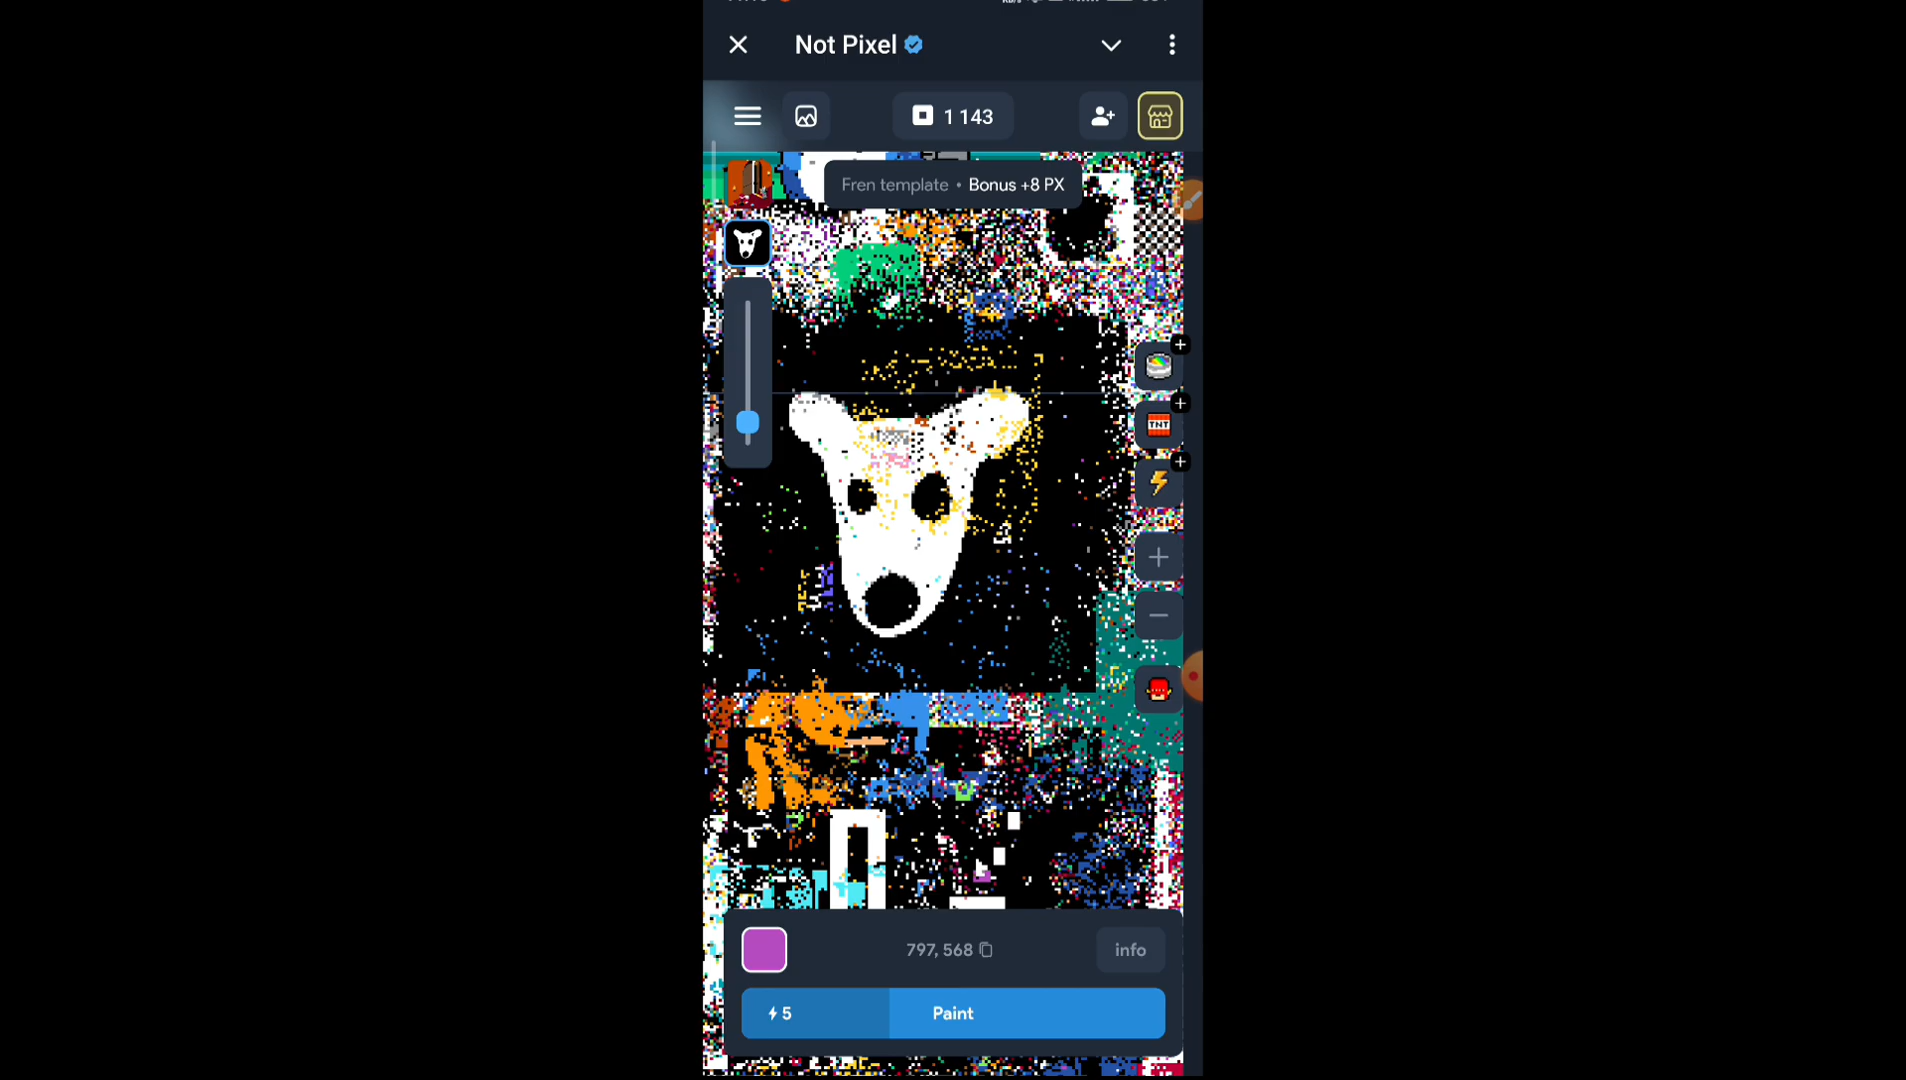 Not Pixel
1 143
Fren template • Bonus +8 PX
TNT
797, 568
info
5
Paint